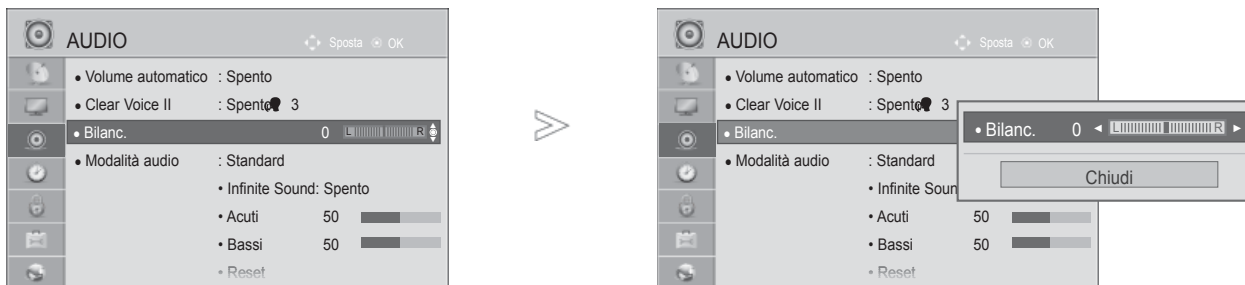 AUDIO
Sposta OK
• Volume automatico : Spento
• Clear Voice II : Spento 3
• Bilanc. 0 L R
• Modalità audio : Standard
• Infinite Sound: Spento
• Acuti 50
• Bassi 50
• Reset
AUDIO
Sposta OK
• Volume automatico : Spento
• Clear Voice II : Spento 3
• Bilanc.
• Modalità audio : Standard
• Infinite Soun
• Acuti 50
• Bassi 50
• Reset
• Bilanc. 0 ◄ L R ►
Chiudi